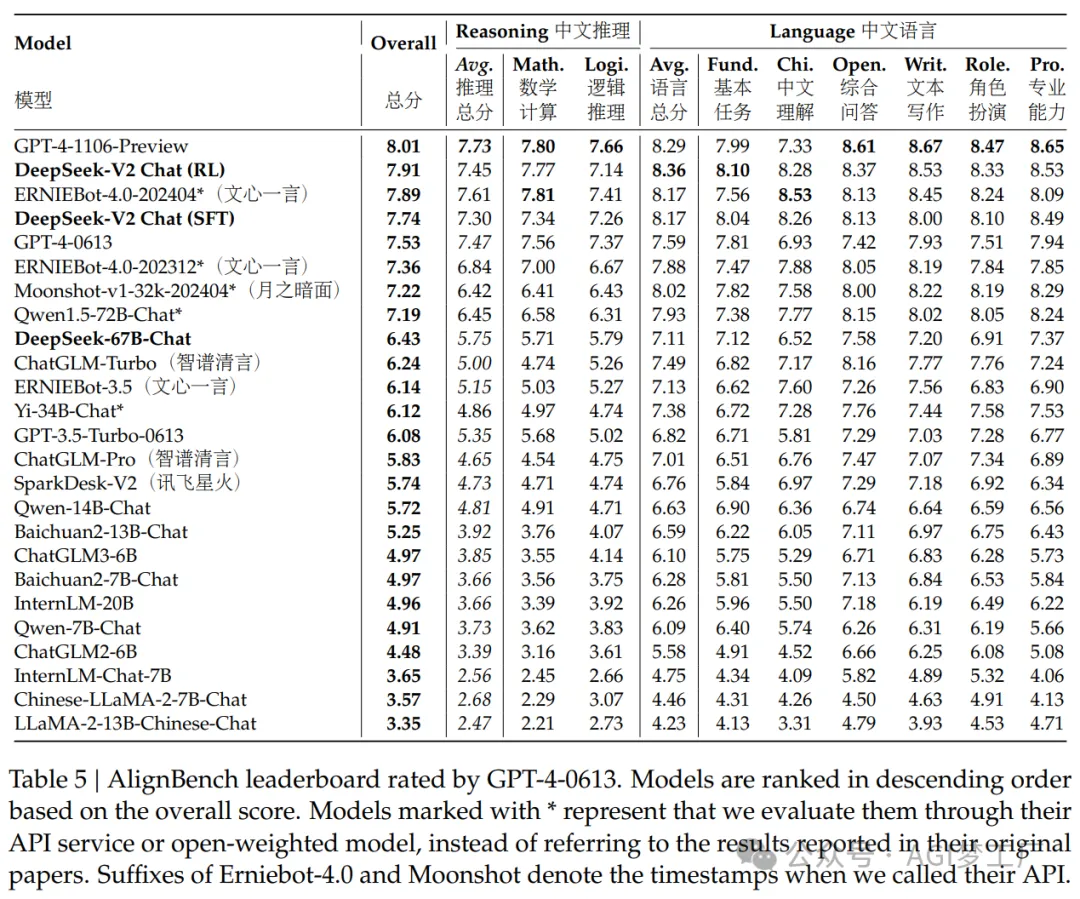 Model Overall Reasoning 中文推理 Language 中文语言
Avg. Math. Logi. Avg. Fund. Chi. Open. Writ. Role. Pro.
模型 总分 推理 数学 逻辑 语言 基本 中文 综合 文本 角色 专业
总分 计算 推理 总分 任务 理解 问答 写作 扮演 能力
GPT-4-1106-Preview 8.01 7.73 7.80 7.66 8.29 7.99 7.33 8.61 8.67 8.47 8.65
DeepSeek-V2 Chat (RL) 7.91 7.45 7.77 7.14 8.36 8.10 8.28 8.37 8.53 8.33 8.53
ERNIEBot-4.0-202404*（文心一言） 7.89 7.61 7.81 7.41 8.17 7.56 8.53 8.13 8.45 8.24 8.09
DeepSeek-V2 Chat (SFT) 7.74 7.30 7.34 7.26 8.17 8.04 8.26 8.13 8.00 8.10 8.49
GPT-4-0613 7.53 7.47 7.56 7.37 7.59 7.81 6.93 7.42 7.93 7.51 7.94
ERNIEBot-4.0-202312*（文心一言） 7.36 6.84 7.00 6.67 7.88 7.47 7.88 8.05 8.19 7.84 7.85
Moonshot-v1-32k-202404*（月之暗面） 7.22 6.42 6.41 6.43 8.02 7.82 7.58 8.00 8.22 8.19 8.29
Qwen1.5-72B-Chat* 7.19 6.45 6.58 6.31 7.93 7.38 7.77 8.15 8.02 8.05 8.24
DeepSeek-67B-Chat 6.43 5.75 5.71 5.79 7.11 7.12 6.52 7.58 7.20 6.91 7.37
ChatGLM-Turbo（智谱清言） 6.24 5.00 4.74 5.26 7.49 6.82 7.17 8.16 7.77 7.76 7.24
ERNIEBot-3.5（文心一言） 6.14 5.15 5.03 5.27 7.13 6.62 7.60 7.26 7.56 6.83 6.90
Yi-34B-Chat* 6.12 4.86 4.97 4.74 7.38 6.72 7.28 7.76 7.44 7.58 7.53
GPT-3.5-Turbo-0613 6.08 5.35 5.68 5.02 6.82 6.71 5.81 7.29 7.03 7.28 6.77
ChatGLM-Pro（智谱清言） 5.83 4.65 4.54 4.75 7.01 6.51 6.76 7.47 7.07 7.34 6.89
SparkDesk-V2（讯飞星火） 5.74 4.73 4.71 4.74 6.76 5.84 6.97 7.29 7.18 6.92 6.34
Qwen-14B-Chat 5.72 4.81 4.91 4.71 6.63 6.90 6.36 6.74 6.64 6.59 6.56
Baichuan2-13B-Chat 5.25 3.92 3.76 4.07 6.59 6.22 6.05 7.11 6.97 6.75 6.43
ChatGLM3-6B 4.97 3.85 3.55 4.14 6.10 5.75 5.29 6.71 6.83 6.28 5.73
Baichuan2-7B-Chat 4.97 3.66 3.56 3.75 6.28 5.81 5.50 7.13 6.84 6.53 5.84
InternLM-20B 4.96 3.66 3.39 3.92 6.26 5.96 5.50 7.18 6.19 6.49 6.22
Qwen-7B-Chat 4.91 3.73 3.62 3.83 6.09 6.40 5.74 6.26 6.31 6.19 5.66
ChatGLM2-6B 4.48 3.39 3.16 3.61 5.58 4.91 4.52 6.66 6.25 6.08 5.08
InternLM-Chat-7B 3.65 2.56 2.45 2.66 4.75 4.34 4.09 5.82 4.89 5.32 4.06
Chinese-LLaMA-2-7B-Chat 3.57 2.68 2.29 3.07 4.46 4.31 4.26 4.50 4.63 4.91 4.13
LLaMA-2-13B-Chinese-Chat 3.35 2.47 2.21 2.73 4.23 4.13 3.31 4.79 3.93 4.53 4.71
Table 5 | AlignBench leaderboard rated by GPT-4-0613. Models are ranked in descending order
based on the overall score. Models marked with * represent that we evaluate them through their
API service or open-weighted model, instead of referring to the results reported in their original
papers. Suffixes of Erniebot-4.0 and Moonshot denote the timestamps when we called their API.
公众号 · AGI梦工厂